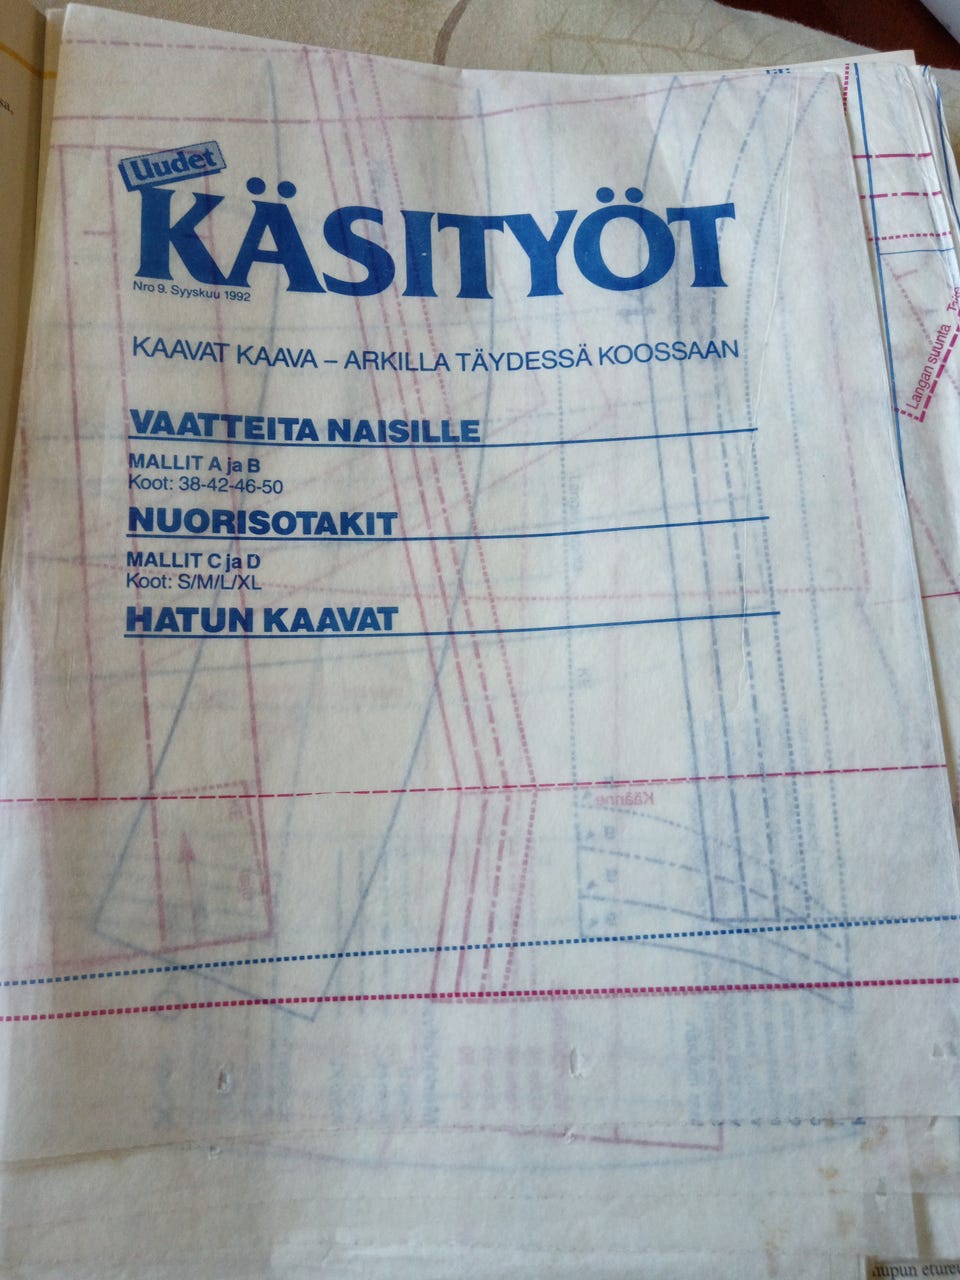 Uudet
KÄSITYÖT
Nro 9. Syyskuu 1992
KAAVAT KAAVA – ARKILLA TÄYDESSÄ KOOSSAAN
VAATTEITA NAISILLE
MALLIT A ja B
Koot: 38-42-46-50
NUORISOTAKIT
MALLIT C ja D
Koot: S/M/L/XL
HATUN KAAVAT
Langan suunta
Käänne